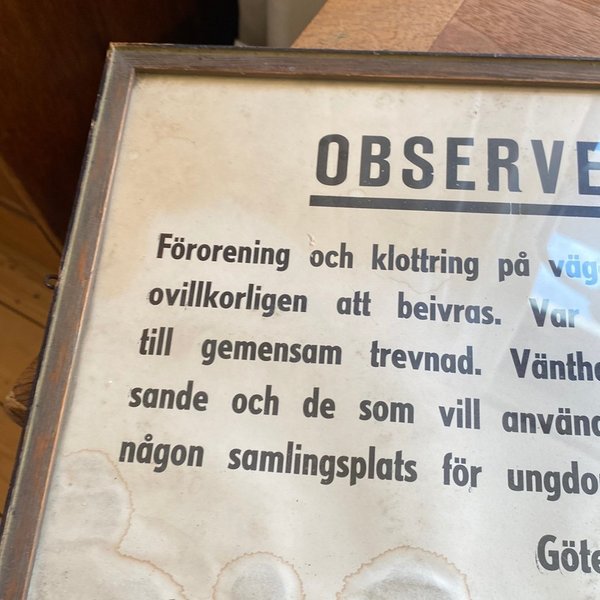 OBSERVE
Förorening och klottring på väg
ovillkorligen att beivras. Var
till gemensam trevnad. Vänthe
sande och de som vill använd
någon samlingsplats för ungdo
Göte